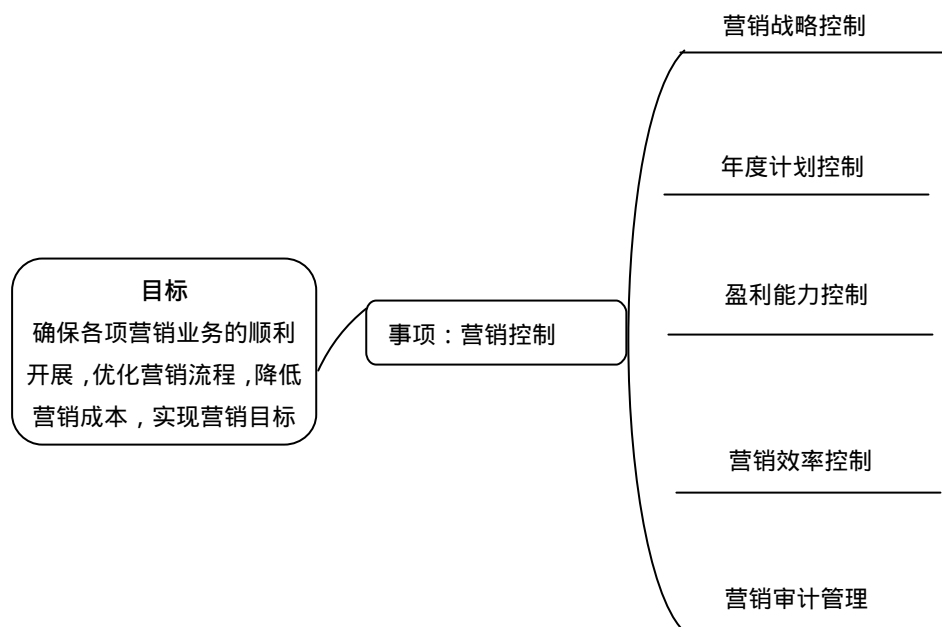 营销战略控制
年度计划控制
目标
确保各项营销业务的顺利
开展,优化营销流程,降低
营销成本,实现营销目标
事项:营销控制
盈利能力控制
营销效率控制
营销审计管理